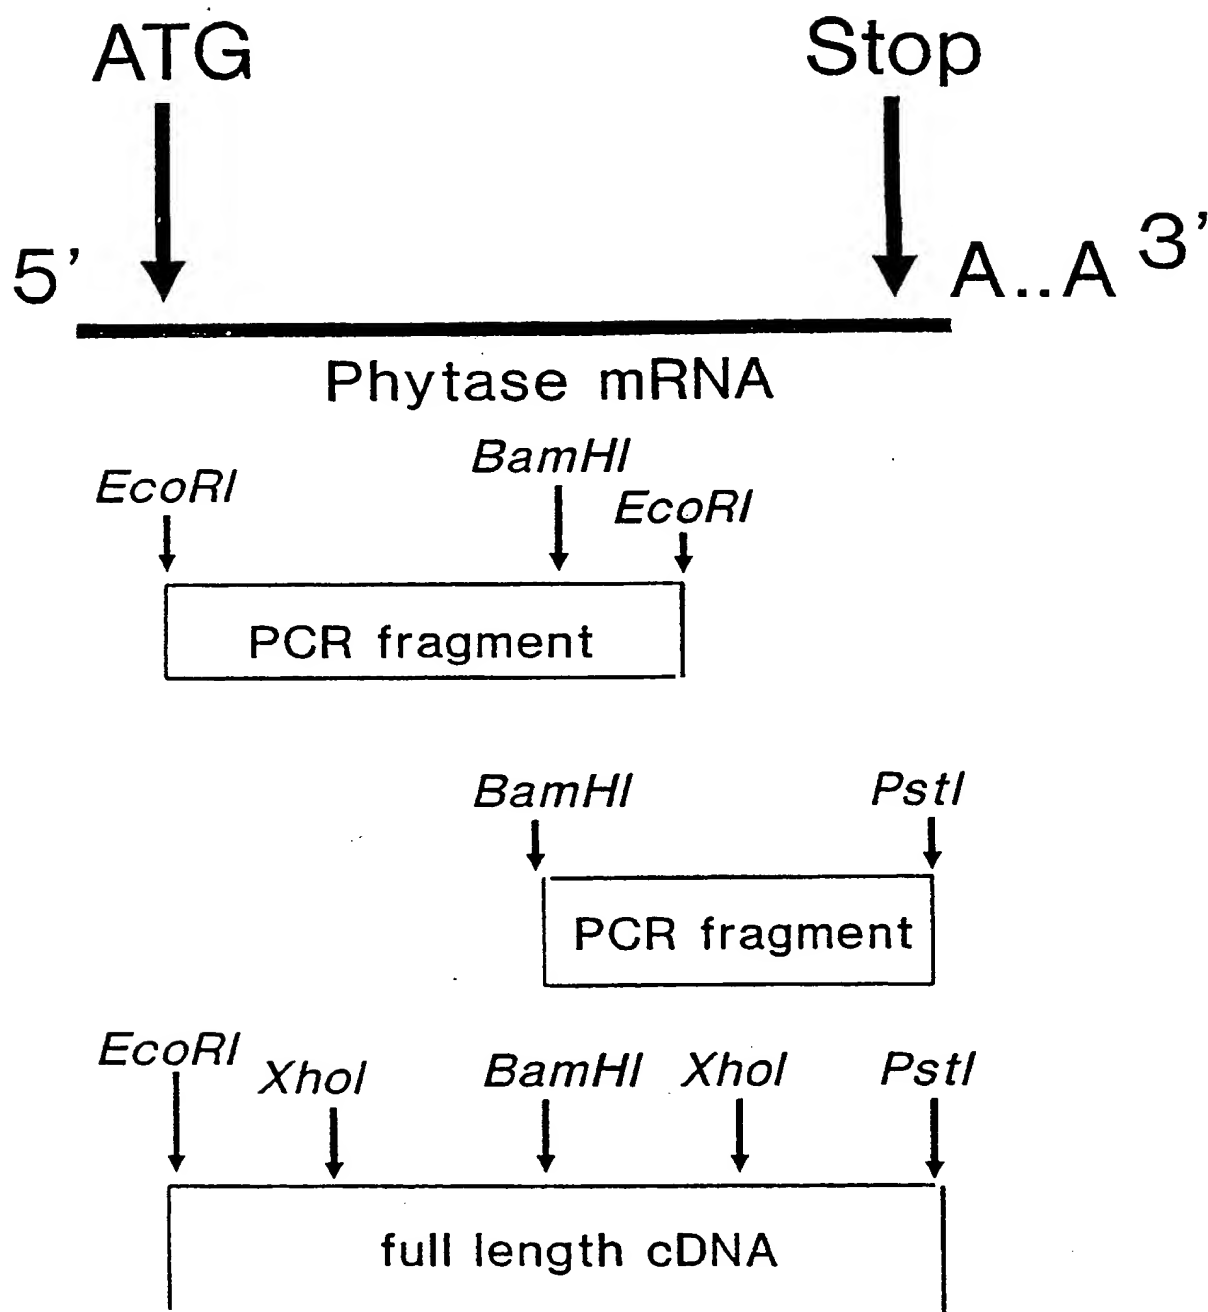 ATG Stop
5' A..A 3'
Phytase mRNA
EcoRI BamHI EcoRI
PCR fragment
BamHI PstI
PCR fragment
EcoRI XhoI BamHI XhoI PstI
full length cDNA